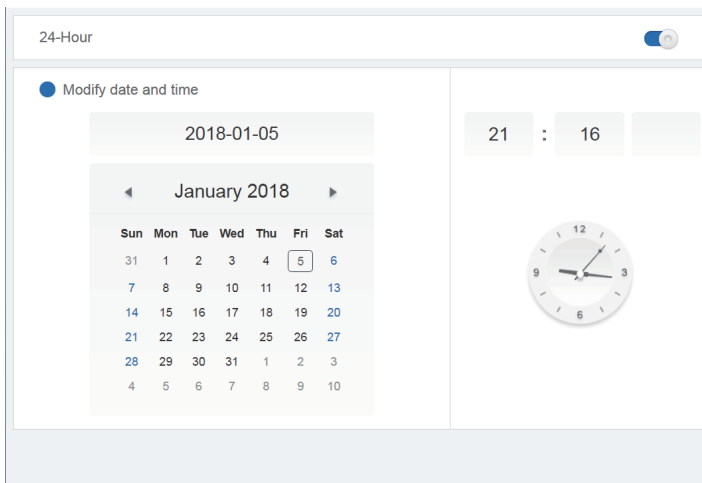 24-Hour
Modify date and time
2018-01-05
21 : 16
January 2018
Sun Mon Tue Wed Thu Fri Sat
31 1 2 3 4 5 6
7 8 9 10 11 12 13
14 15 16 17 18 19 20
21 22 23 24 25 26 27
28 29 30 31 1 2 3
4 5 6 7 8 9 10
12
9 3
6